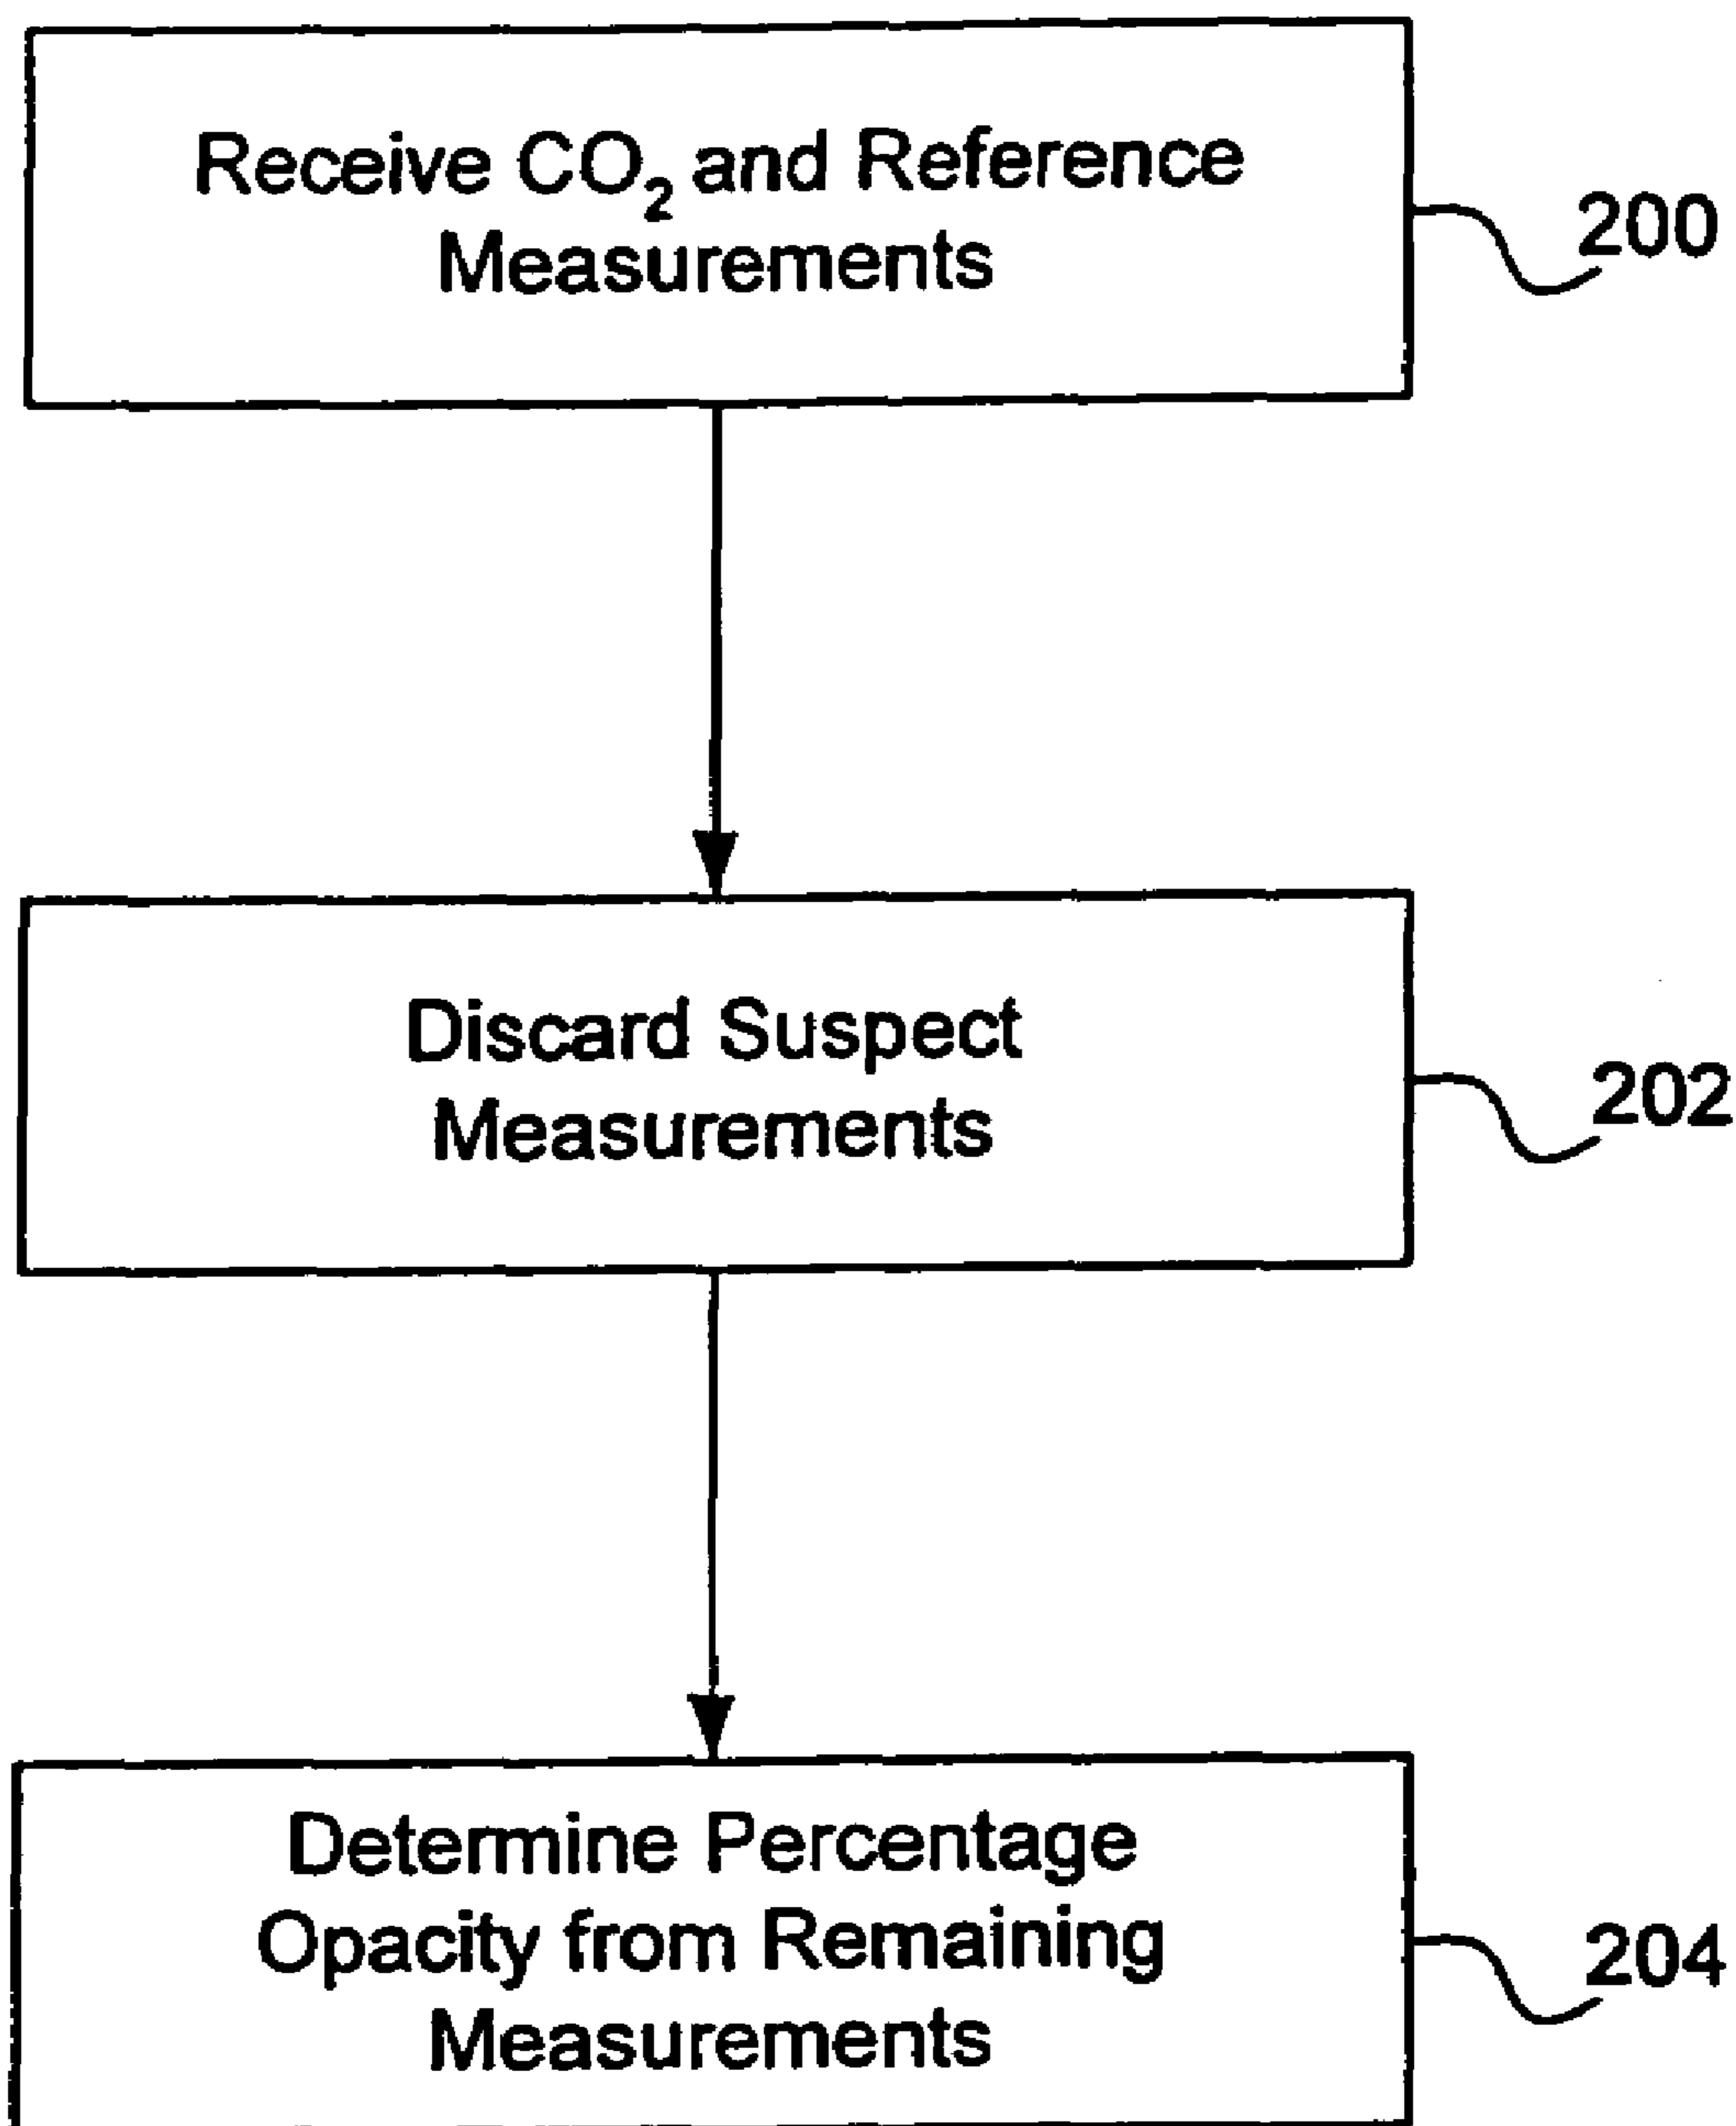 Receive CO₂ and Reference
Measurements
200
Discard Suspect
Measurements
202
Determine Percentage
Opacity from Remaining
Measurements
204